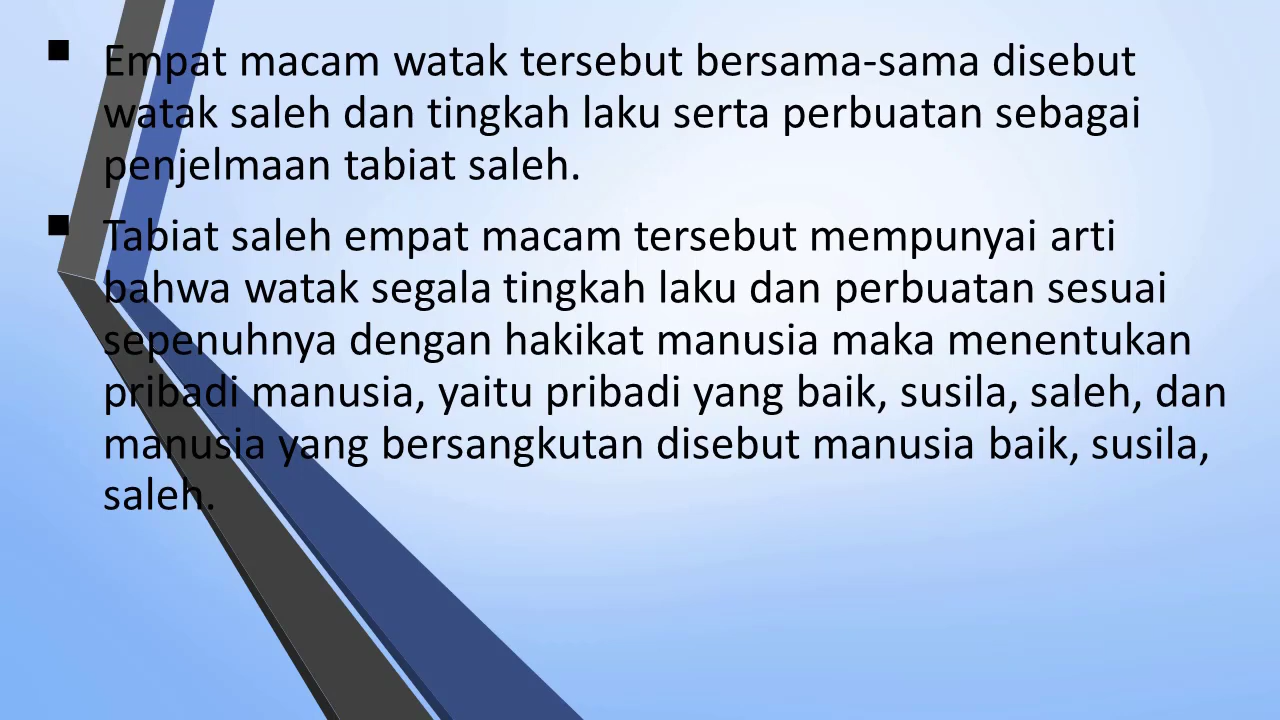 ▪ Empat macam watak tersebut bersama-sama disebut
watak saleh dan tingkah laku serta perbuatan sebagai
penjelmaan tabiat saleh.
▪ Tabiat saleh empat macam tersebut mempunyai arti
bahwa watak segala tingkah laku dan perbuatan sesuai
sepenuhnya dengan hakikat manusia maka menentukan
pribadi manusia, yaitu pribadi yang baik, susila, saleh, dan
manusia yang bersangkutan disebut manusia baik, susila,
saleh.